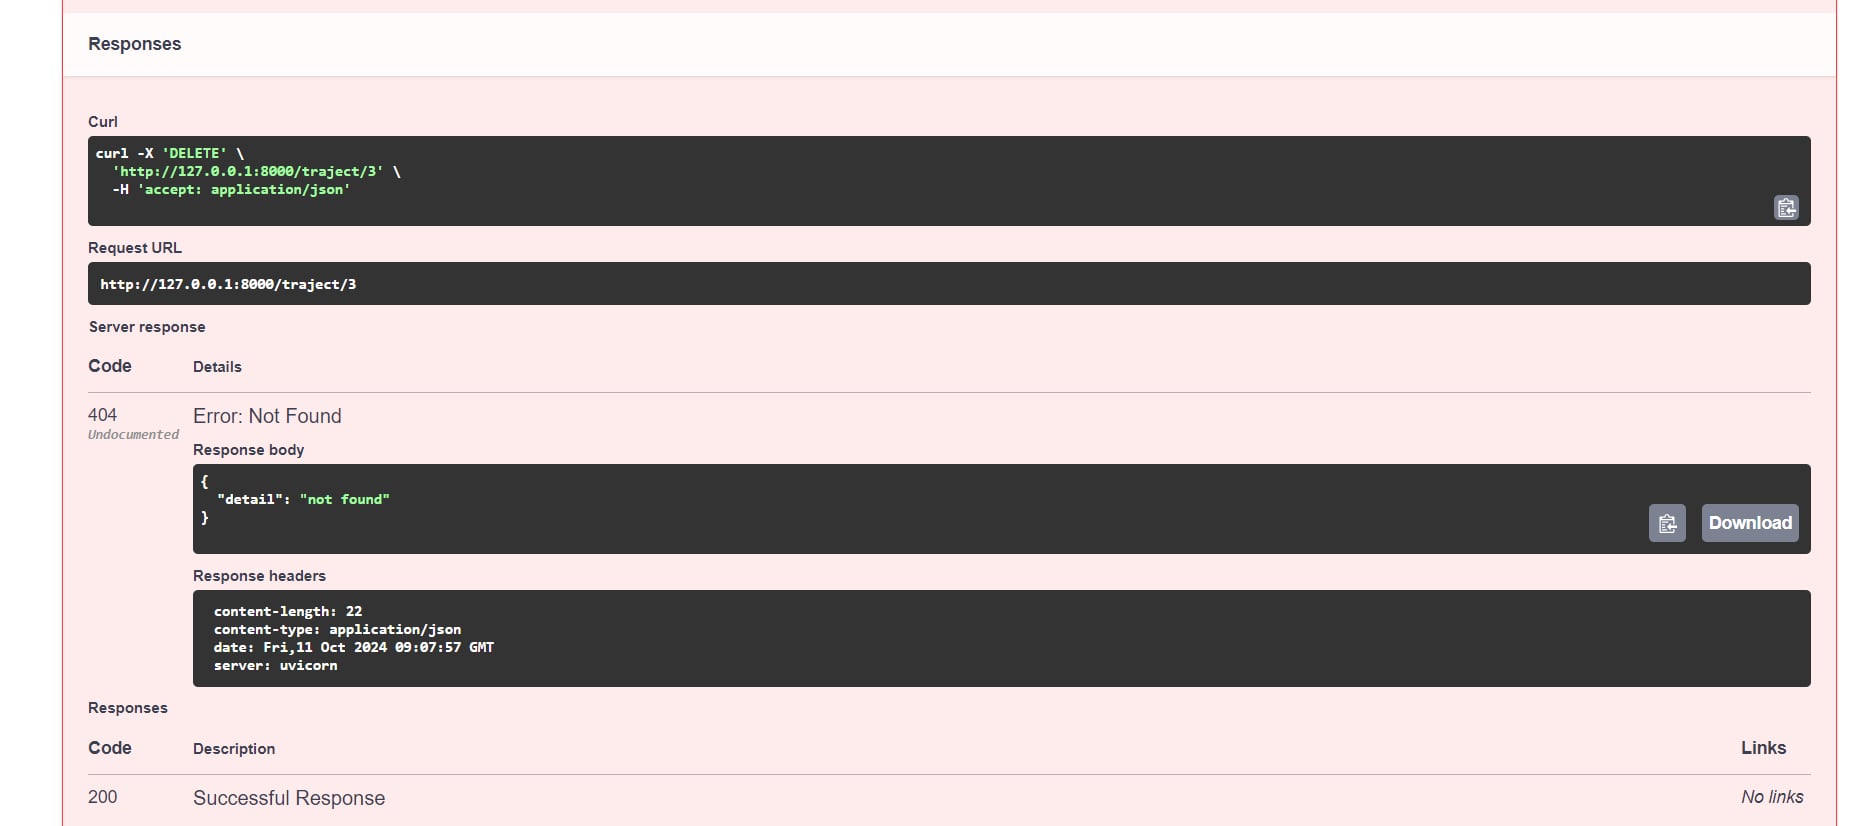 Responses
Curl
curl -X 'DELETE' \
'http://127.0.0.1:8000/traject/3' \
-H 'accept: application/json'
Request URL
http://127.0.0.1:8000/traject/3
Server response
Code Details
404 Error: Not Found
Undocumented
Response body
{
"detail": "not found"
}
Download
Response headers
content-length: 22
content-type: application/json
date: Fri,11 Oct 2024 09:07:57 GMT
server: uvicorn
Responses
Code Description Links
200 Successful Response No links